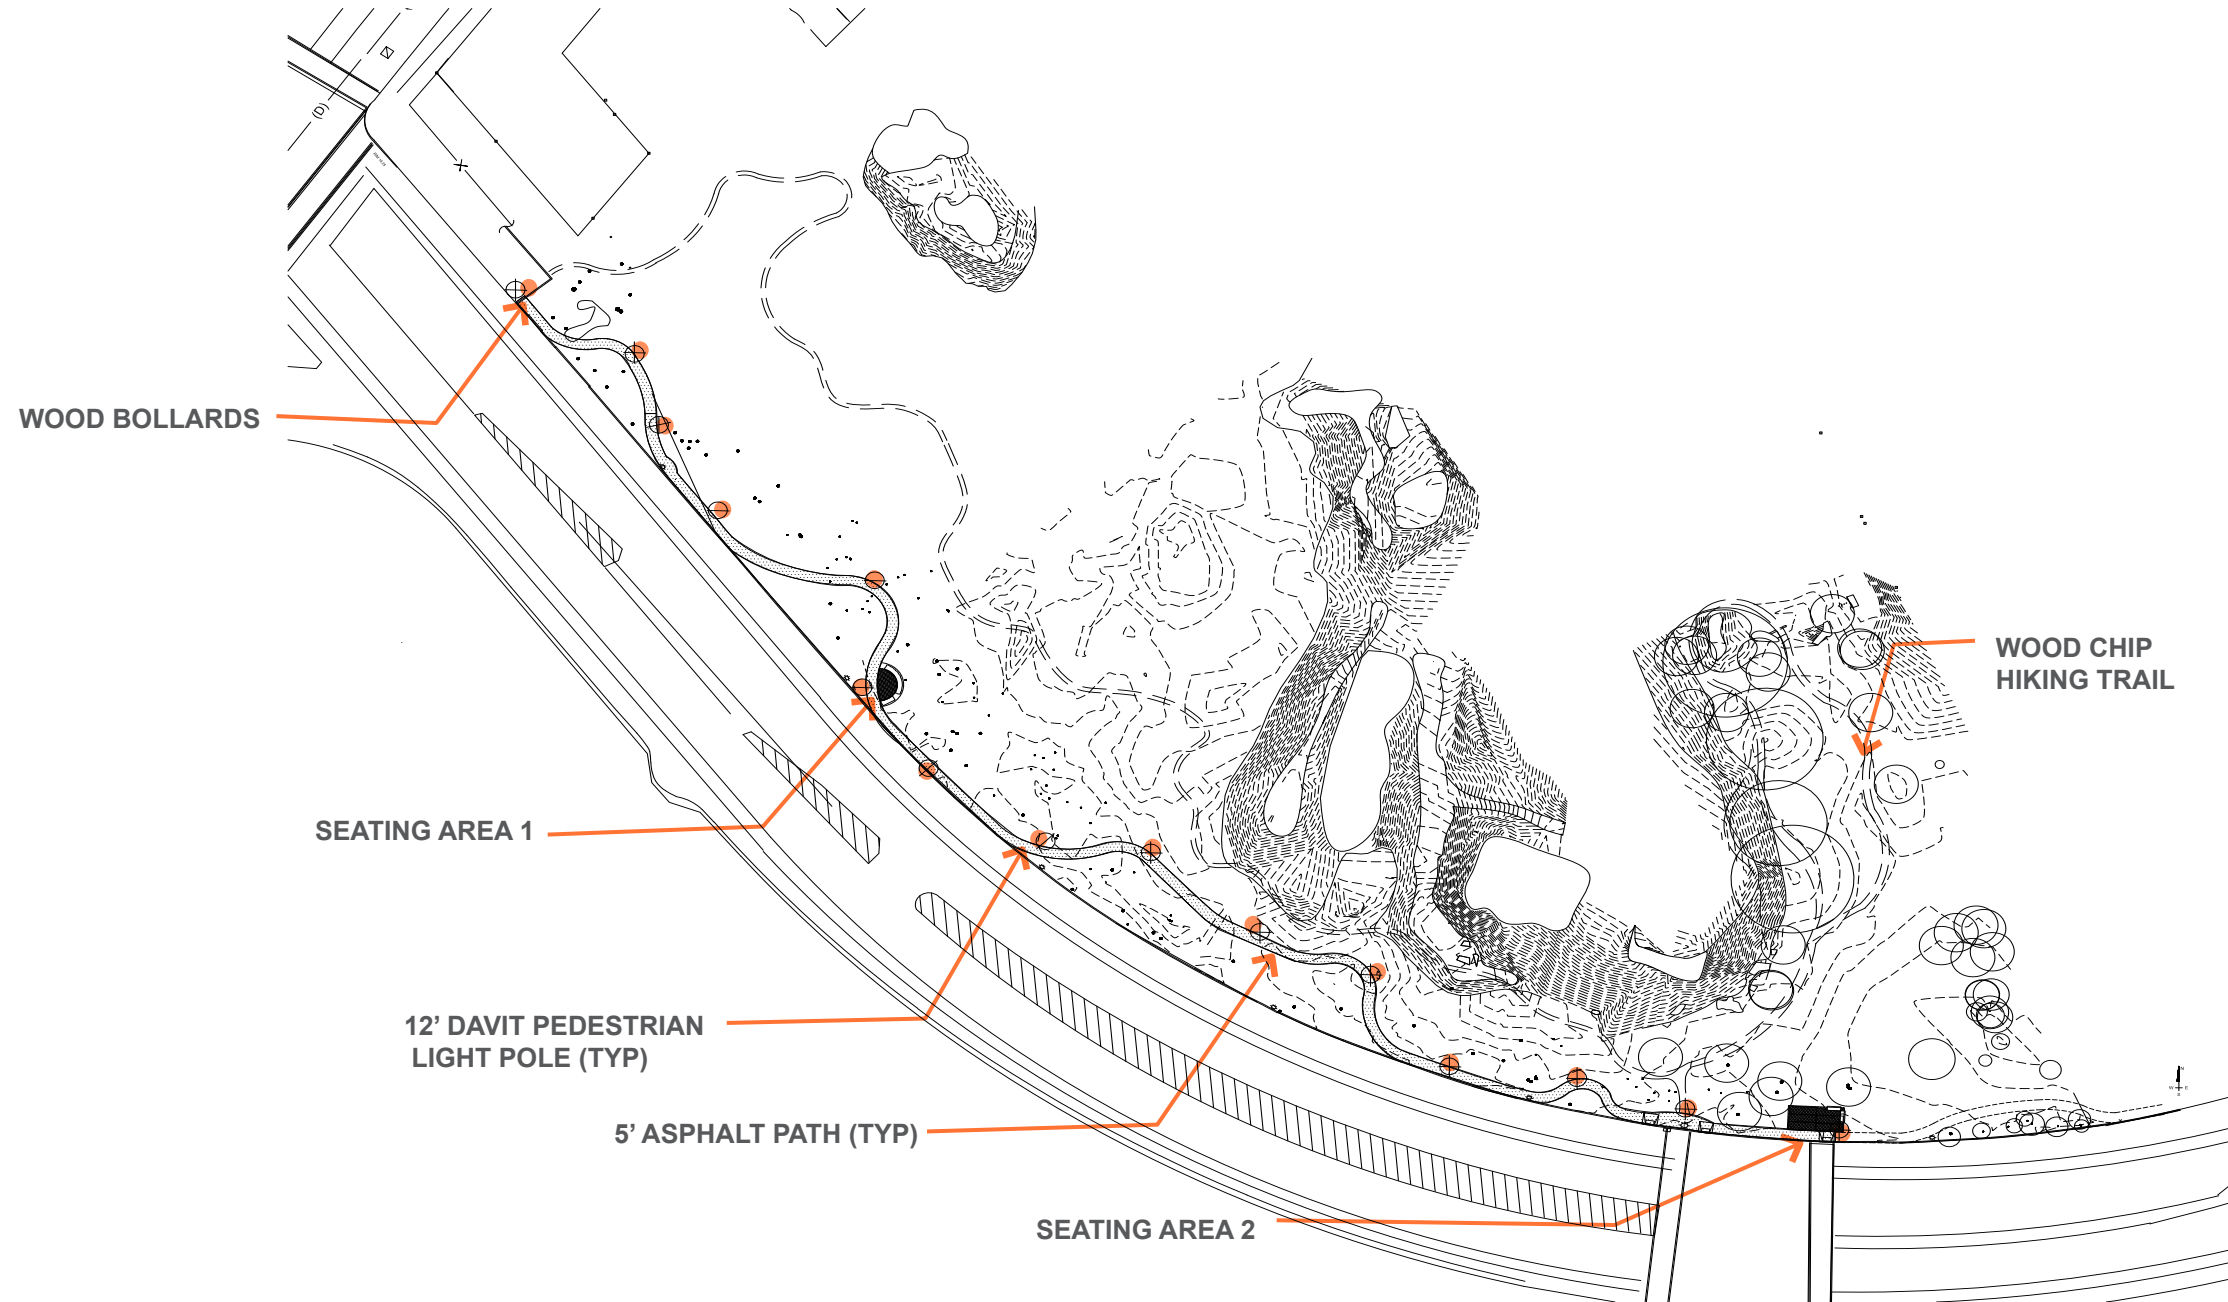 (D)
X
WOOD BOLLARDS
WOOD CHIP
HIKING TRAIL
SEATING AREA 1
12’ DAVIT PEDESTRIAN
LIGHT POLE (TYP)
5’ ASPHALT PATH (TYP)
SEATING AREA 2